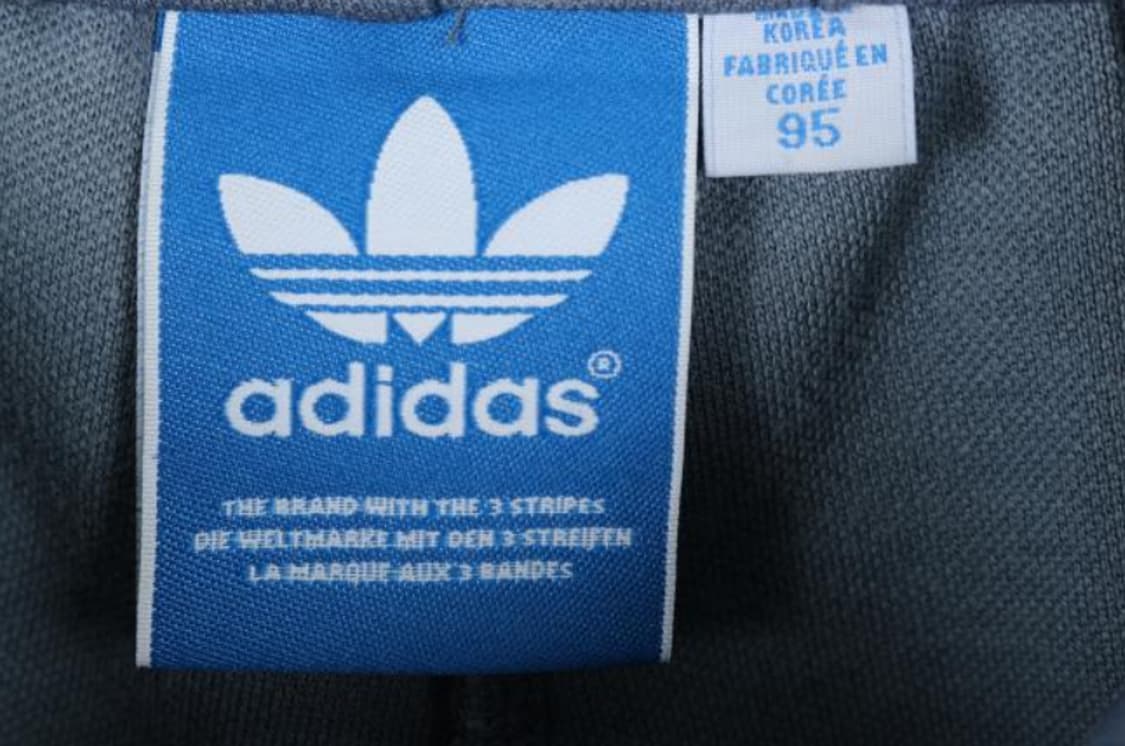 adidas®
THE BRAND WITH THE 3 STRIPES
DIE WELTMARKE MIT DEN 3 STREIFEN
LA MARQUE AUX 3 BANDES
KOREA
FABRIQUÉ EN
CORÉE
95